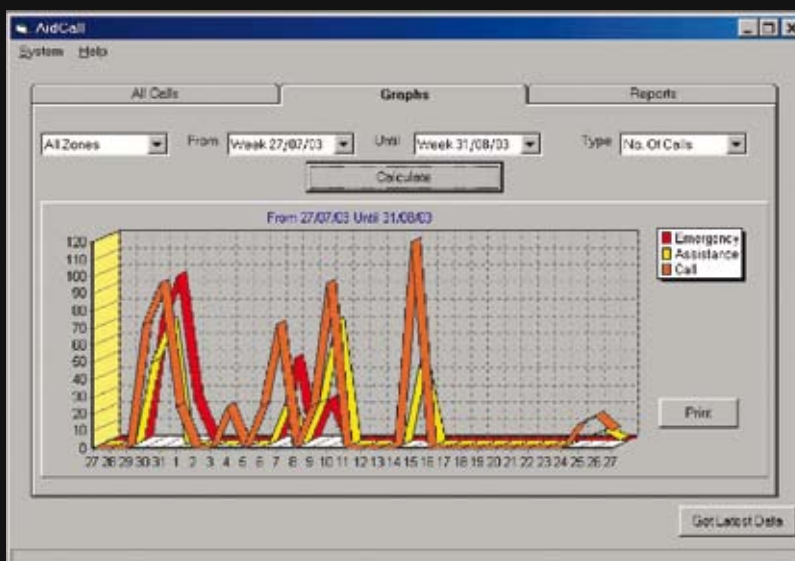 AidCall
System Help
All Calls Graphs Reports
All Zones From Week 27/07/03 Until Week 31/08/03 Type No. Of Calls
Calculate
From 27/07/03 Until 31/08/03
120
110
100
90
80
70
60
50
40
30
20
10
0
27 28 29 30 31 1 2 3 4 5 6 7 8 9 10 11 12 13 14 15 16 17 18 19 20 21 22 23 24 25 26 27
Emergency
Assistance
Call
Print
Get Latest Data